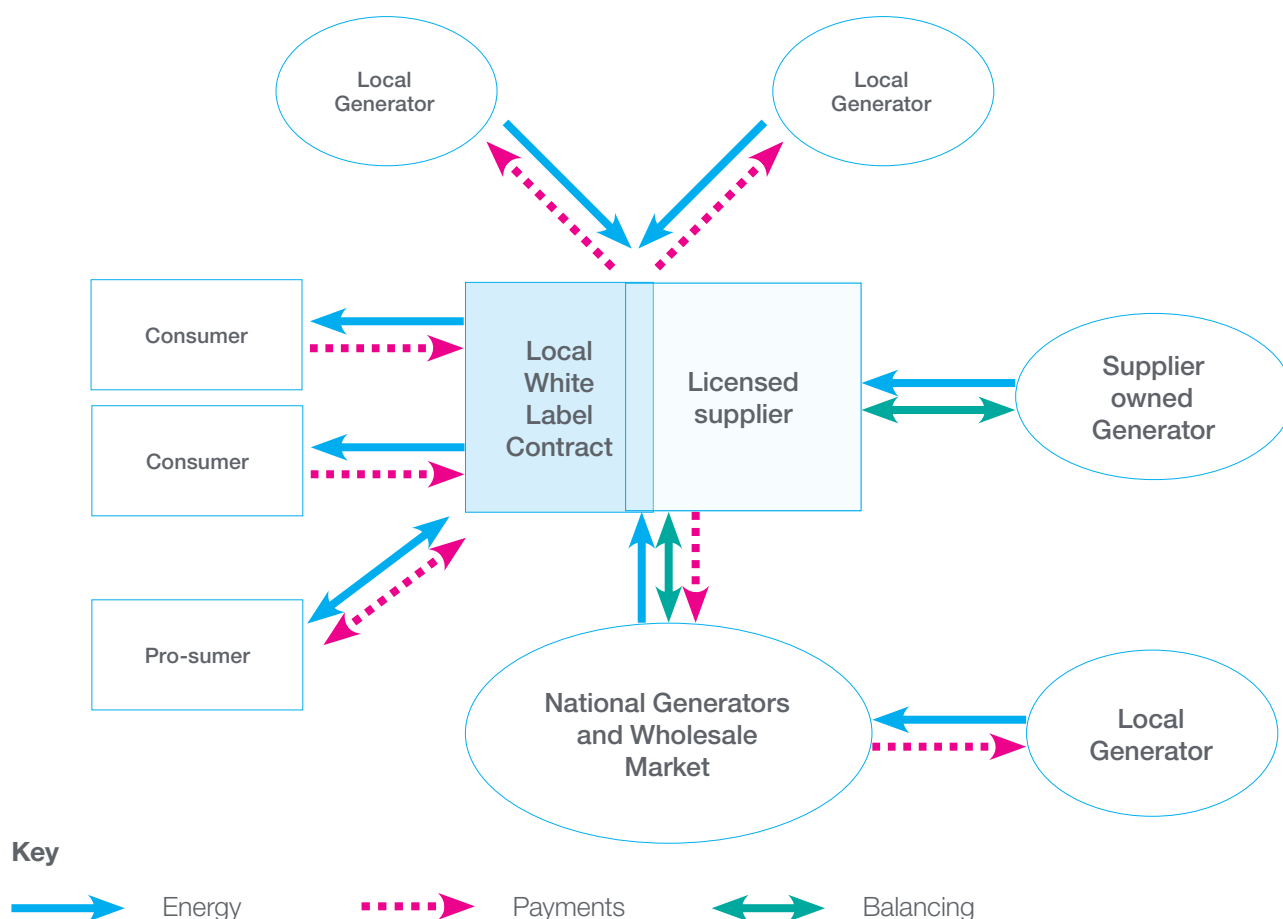 Local
Generator
Local
Generator
Consumer
Local
White
Label
Contract
Licensed
supplier
Supplier
owned
Generator
Consumer
Pro-sumer
National Generators
and Wholesale
Market
Local
Generator
Key
Energy
Payments
Balancing